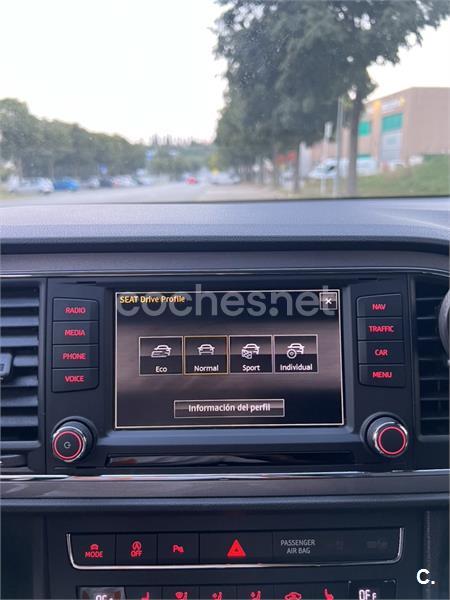 SEAT Drive Profile
coches.net
Eco
Normal
Sport
Individual
Información del perfil
RADIO
MEDIA
PHONE
VOICE
NAV
TRAFFIC
CAR
MENU
MODE
OFF
PASSENGER
AIR BAG
OFF
C.